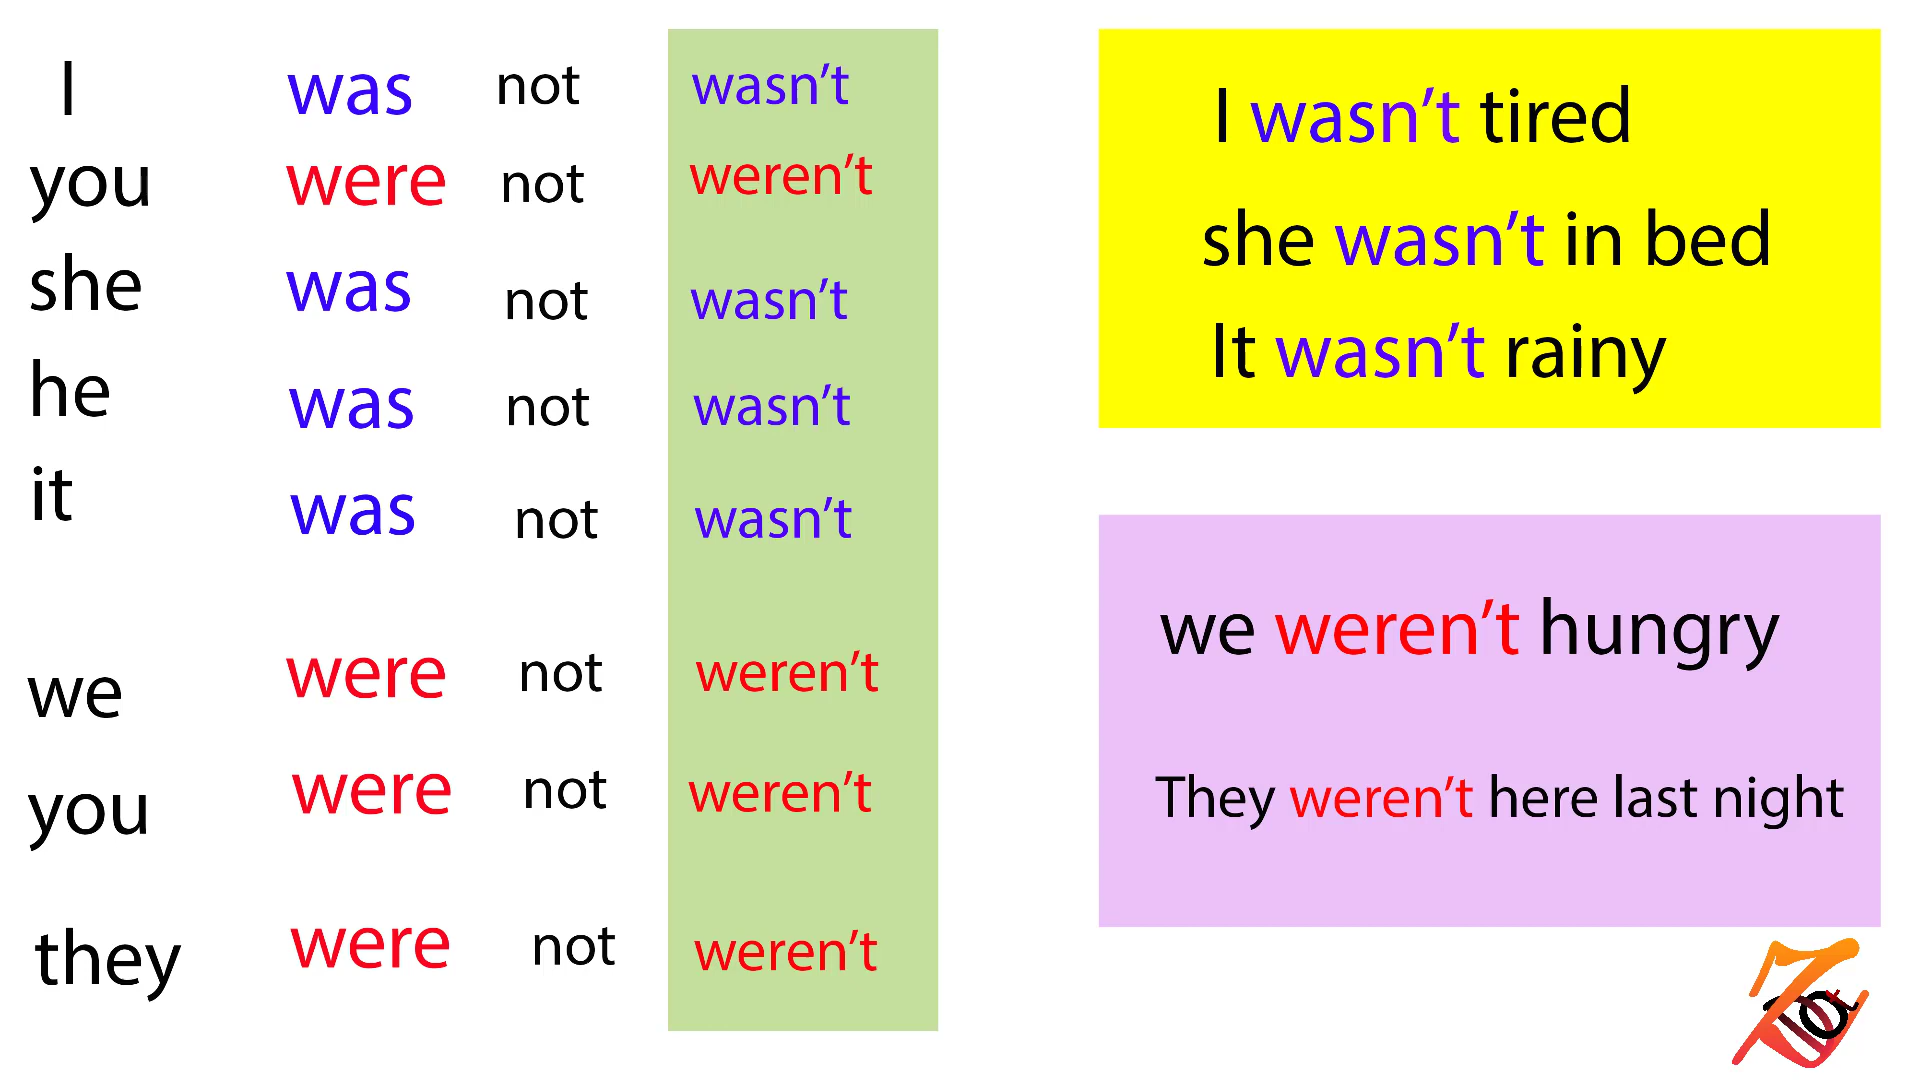 I was not wasn't
you were not weren't
she was not wasn't
he was not wasn't
it was not wasn't
we were not weren't
you were not weren't
they were not weren't
I wasn't tired
she wasn't in bed
It wasn't rainy
we weren't hungry
They weren't here last night